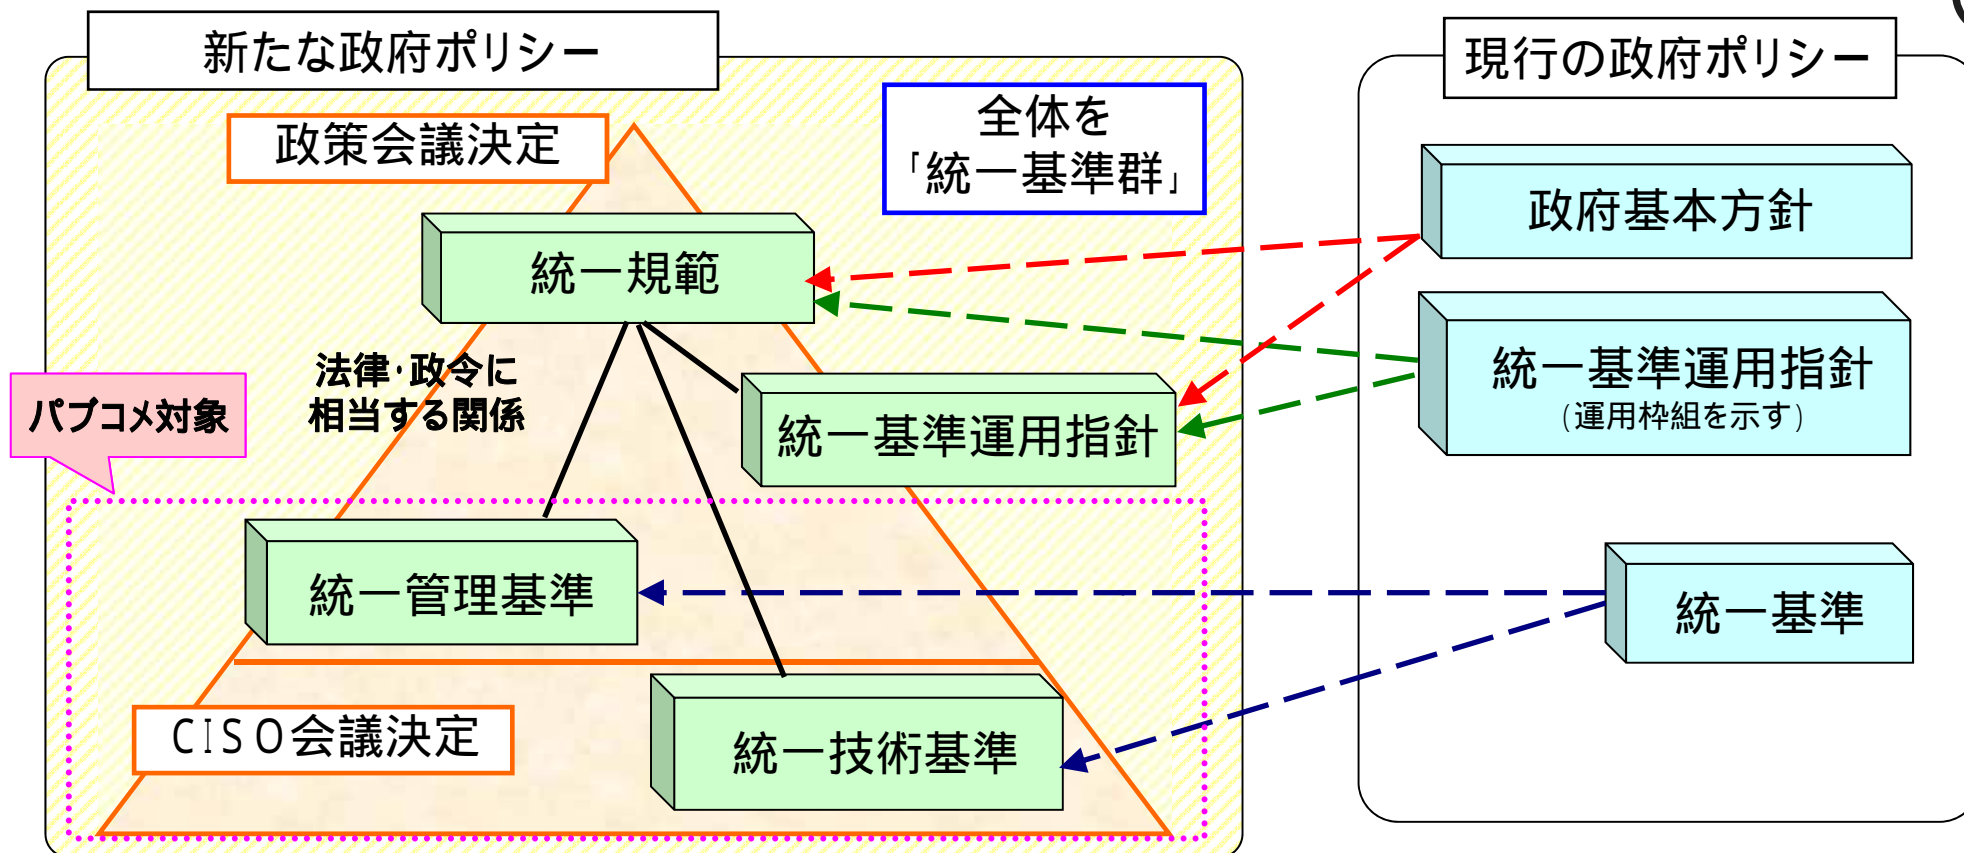 新たな政府ポリシー
現行の政府ポリシー
政策会議決定
全体を
「統一基準群」
政府基本方針
統一規範
法律・政令に
相当する関係
パブコメ対象
統一基準運用指針
統一基準運用指針
(運用枠組を示す)
統一管理基準
統一基準
CISO会議決定
統一技術基準